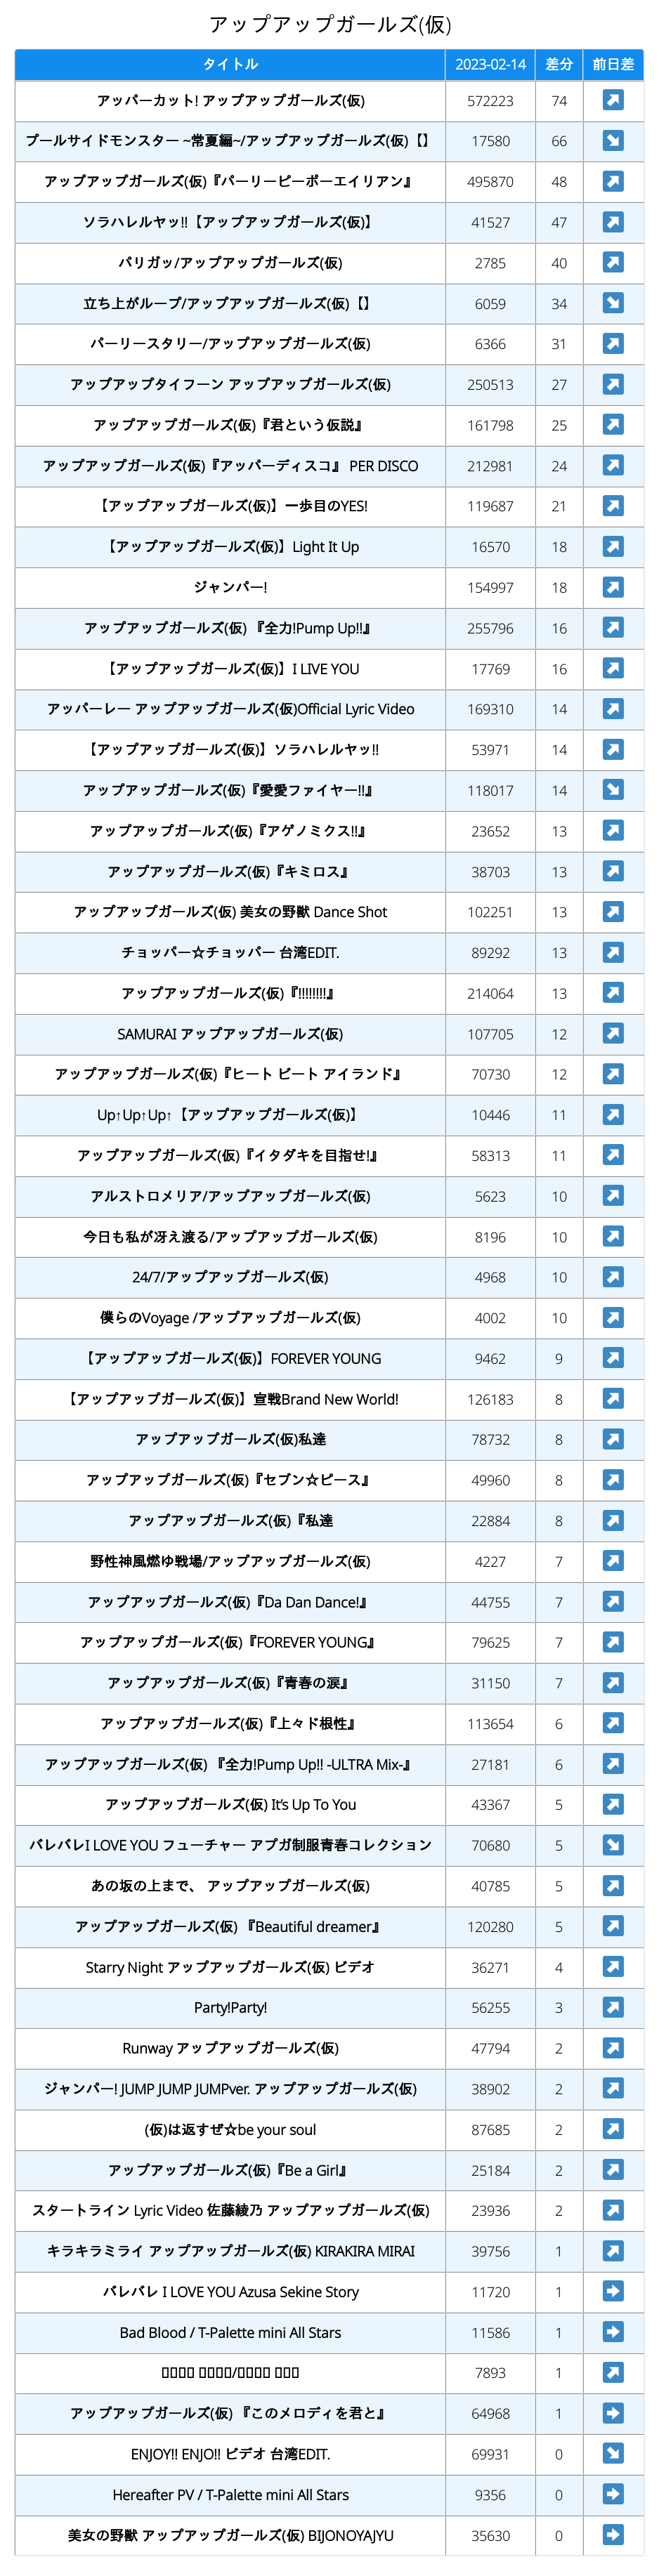 アップアップガールズ(仮)
タイトル 2023-02-14 差分 前日差
アッパーカット! アップアップガールズ(仮) 572223 74 ↗
プールサイドモンスター ~常夏編~/アップアップガールズ(仮)【】 17580 66 ↘
アップアップガールズ(仮)『パーリーピーポーエイリアン』 495870 48 ↗
ソラハレルヤッ!!【アップアップガールズ(仮)】 41527 47 ↗
パリガッ/アップアップガールズ(仮) 2785 40 ↗
立ち上がループ/アップアップガールズ(仮)【】 6059 34 ↘
パーリースタリー/アップアップガールズ(仮) 6366 31 ↗
アップアップタイフーン アップアップガールズ(仮) 250513 27 ↗
アップアップガールズ(仮)『君という仮説』 161798 25 ↗
アップアップガールズ(仮)『アッパーディスコ』 PER DISCO 212981 24 ↗
【アップアップガールズ(仮)】一歩目のYES! 119687 21 ↗
【アップアップガールズ(仮)】Light It Up 16570 18 ↗
ジャンパー! 154997 18 ↗
アップアップガールズ(仮) 『全力!Pump Up!!』 255796 16 ↗
【アップアップガールズ(仮)】I LIVE YOU 17769 16 ↗
アッパーレー アップアップガールズ(仮)Official Lyric Video 169310 14 ↗
【アップアップガールズ(仮)】ソラハレルヤッ!! 53971 14 ↗
アップアップガールズ(仮)『愛愛ファイヤー!!』 118017 14 ↘
アップアップガールズ(仮)『アゲノミクス!!』 23652 13 ↗
アップアップガールズ(仮)『キミロス』 38703 13 ↗
アップアップガールズ(仮) 美女の野獣 Dance Shot 102251 13 ↗
チョッパー☆チョッパー 台湾EDIT. 89292 13 ↗
アップアップガールズ(仮)『!!!!!!!!』 214064 13 ↗
SAMURAI アップアップガールズ(仮) 107705 12 ↗
アップアップガールズ(仮)『ヒート ビート アイランド』 70730 12 ↗
Up↑Up↑Up↑【アップアップガールズ(仮)】 10446 11 ↗
アップアップガールズ(仮)『イタダキを目指せ!』 58313 11 ↗
アルストロメリア/アップアップガールズ(仮) 5623 10 ↗
今日も私が冴え渡る/アップアップガールズ(仮) 8196 10 ↗
24/7/アップアップガールズ(仮) 4968 10 ↗
僕らのVoyage /アップアップガールズ(仮) 4002 10 ↗
【アップアップガールズ(仮)】FOREVER YOUNG 9462 9 ↗
【アップアップガールズ(仮)】宣戦Brand New World! 126183 8 ↗
アップアップガールズ(仮)私達 78732 8 ↗
アップアップガールズ(仮)『セブン☆ピース』 49960 8 ↗
アップアップガールズ(仮)『私達 22884 8 ↗
野性神風燃ゆ戦場/アップアップガールズ(仮) 4227 7 ↗
アップアップガールズ(仮)『Da Dan Dance!』 44755 7 ↗
アップアップガールズ(仮)『FOREVER YOUNG』 79625 7 ↗
アップアップガールズ(仮)『青春の涙』 31150 7 ↗
アップアップガールズ(仮)『上々ド根性』 113654 6 ↗
アップアップガールズ(仮) 『全力!Pump Up!! -ULTRA Mix-』 27181 6 ↗
アップアップガールズ(仮) It's Up To You 43367 5 ↗
バレバレI LOVE YOU フューチャー アプガ制服青春コレクション 70680 5 ↘
あの坂の上まで、 アップアップガールズ(仮) 40785 5 ↗
アップアップガールズ(仮) 『Beautiful dreamer』 120280 5 ↗
Starry Night アップアップガールズ(仮) ビデオ 36271 4 ↗
Party!Party! 56255 3 ↗
Runway アップアップガールズ(仮) 47794 2 ↗
ジャンパー! JUMP JUMP JUMPver. アップアップガールズ(仮) 38902 2 ↗
(仮)は返すぜ☆be your soul 87685 2 ↗
アップアップガールズ(仮)『Be a Girl』 25184 2 ↗
スタートライン Lyric Video 佐藤綾乃 アップアップガールズ(仮) 23936 2 ↗
キラキラミライ アップアップガールズ(仮) KIRAKIRA MIRAI 39756 1 ↗
バレバレ I LOVE YOU Azusa Sekine Story 11720 1 →
Bad Blood / T-Palette mini All Stars 11586 1 →
7893 1 ↗
アップアップガールズ(仮) 『このメロディを君と』 64968 1 →
ENJOY!! ENJO!! ビデオ 台湾EDIT. 69931 0 ↘
Hereafter PV / T-Palette mini All Stars 9356 0 →
美女の野獣 アップアップガールズ(仮) BIJONOYAJYU 35630 0 →